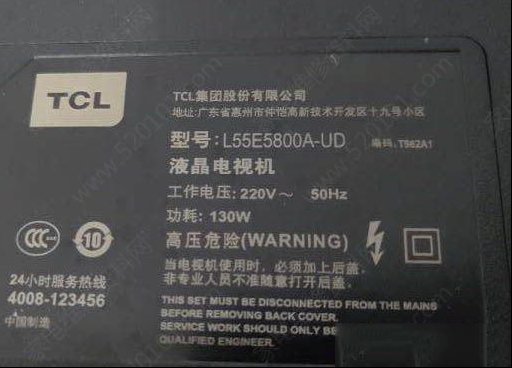 TCL
TCL集团股份有限公司
地址:广东省惠州市仲恺高新技术开发区十九号小区
型号:L55E5800A-UD 编码:T562A1
液晶电视机
工作电压:220V～ 50Hz
功耗:130W
高压危险(WARNING)
当电视机使用时,必须加上后盖。
非专业人员不准随意打开后盖。
THIS SET MUST BE DISCONNECTED FROM THE MAINS
BEFORE REMOVING BACK COVER.
SERVICE WORK SHOULD ONLY BE
QUALIFIED ENGINEER.
CCC
10
24小时服务热线
4008-123456
中国制造